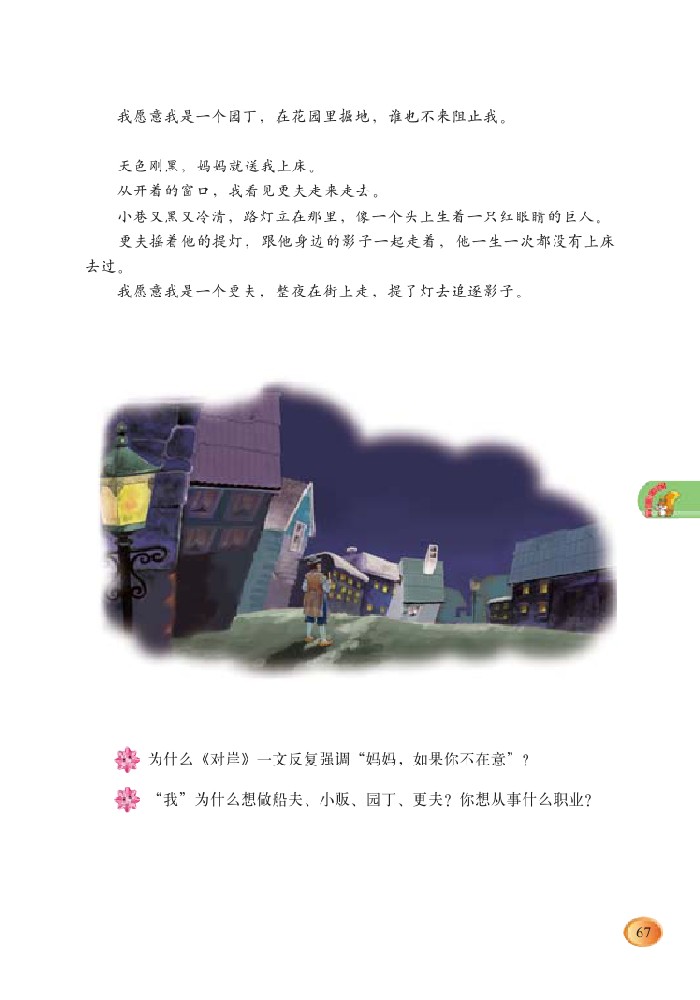 我愿意我是一个园丁，在花园里掘地，谁也不来阻止我。
天色刚黑。妈妈就送我上床。
从开着的窗口，我看见更夫走来走去。
小巷又黑又冷清，路灯立在那里，像一个头上生着一只红眼睛的巨人。
更夫摇着他的提灯，跟他身边的影子一起走着，他一生一次都没有上床
去过。
我愿意我是一个更夫，整夜在街上走，提了灯去追逐影子。
为什么《对岸》一文反复强调“妈妈，如果你不在意”？
“我”为什么想做船夫、小贩、园丁、更夫？你想从事什么职业？
67